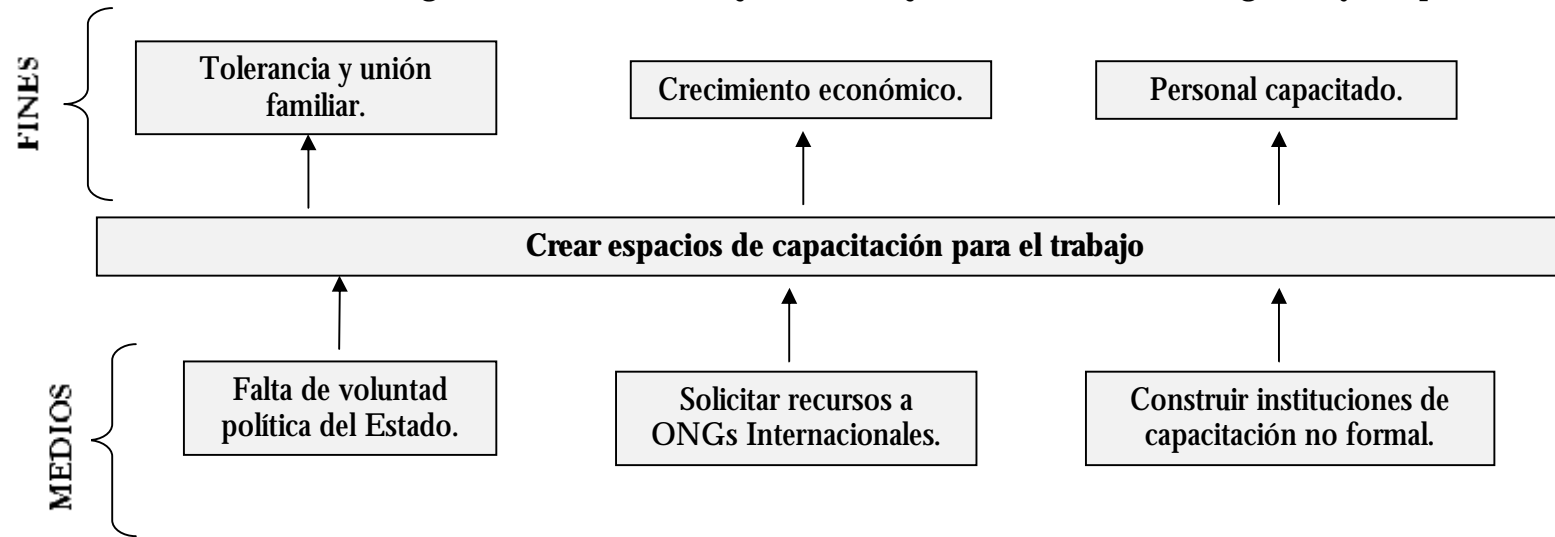 FINES
Tolerancia y unión
familiar.
Crecimiento económico.
Personal capacitado.
Crear espacios de capacitación para el trabajo
MEDIOS
Falta de voluntad
política del Estado.
Solicitar recursos a
ONGs Internacionales.
Construir instituciones de
capacitación no formal.